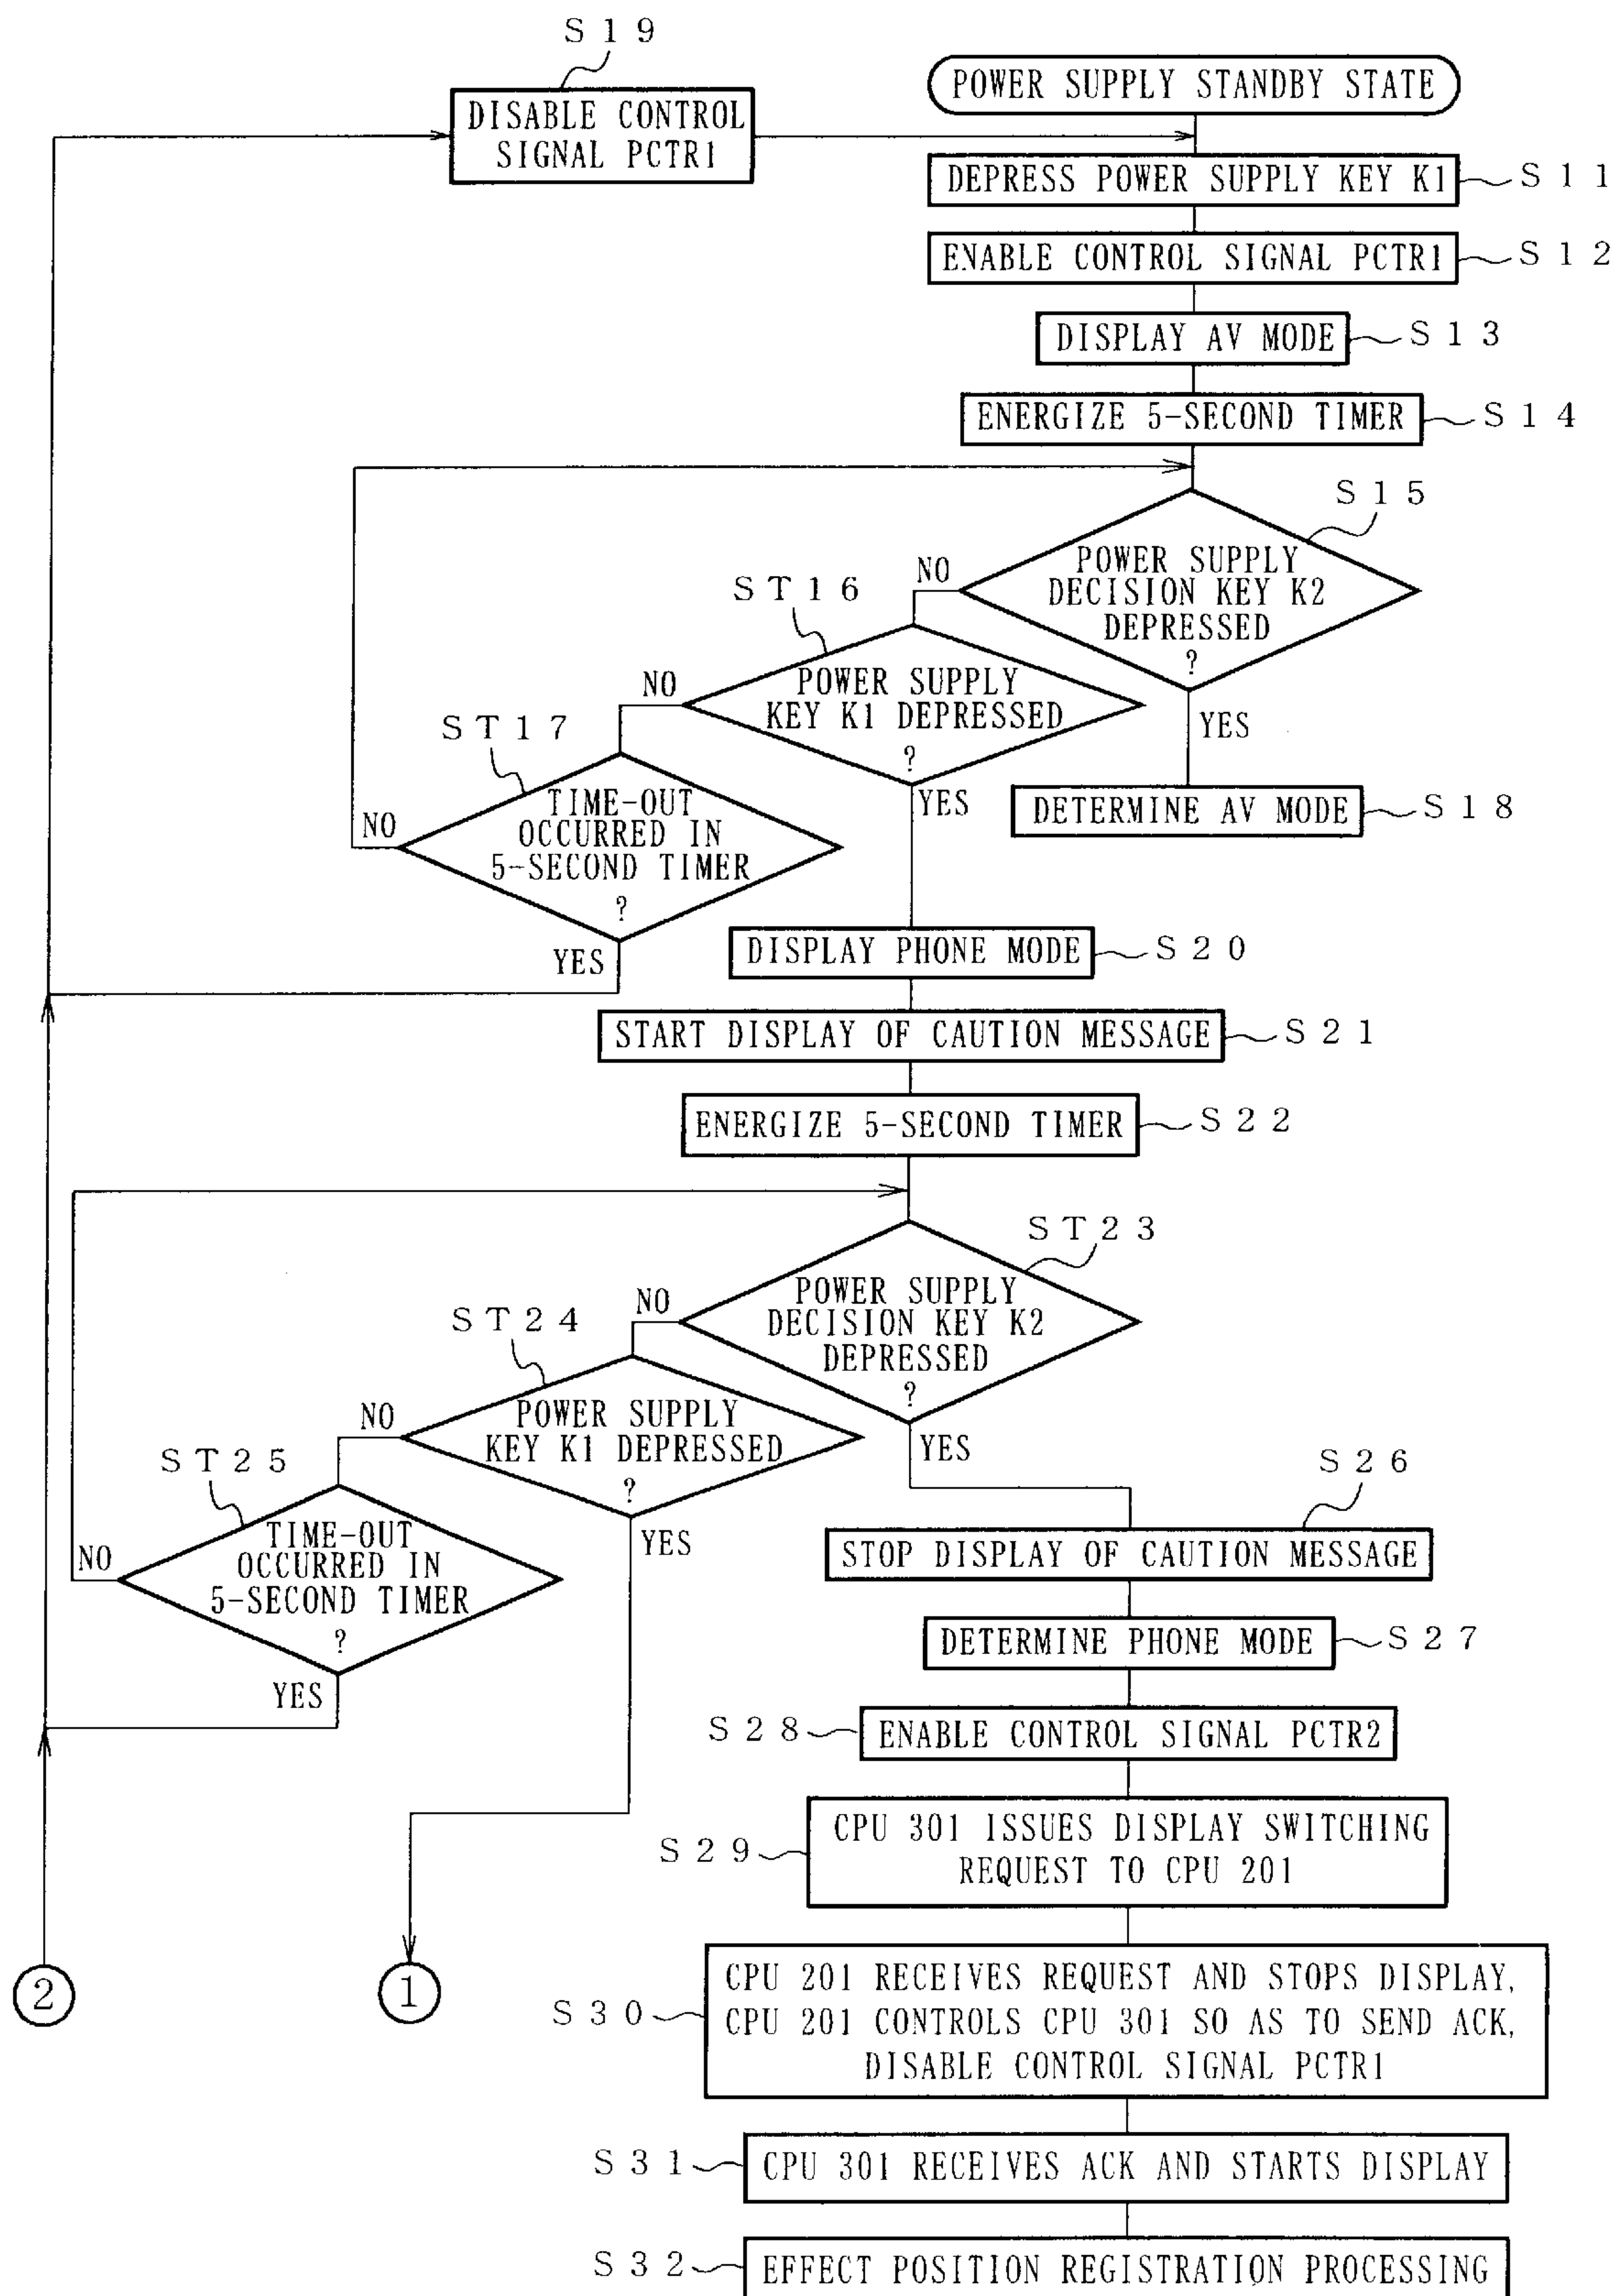 S19
POWER SUPPLY STANDBY STATE
DISABLE CONTROL
SIGNAL PCTR1
DEPRESS POWER SUPPLY KEY K1
S11
ENABLE CONTROL SIGNAL PCTR1
S12
DISPLAY AV MODE
S13
ENERGIZE 5-SECOND TIMER
S14
S15
POWER SUPPLY
DECISION KEY K2
DEPRESSED
?
NO
YES
ST16
POWER SUPPLY
KEY K1 DEPRESSED
?
NO
YES
ST17
TIME-OUT
OCCURRED IN
5-SECOND TIMER
?
NO
YES
DETERMINE AV MODE
S18
DISPLAY PHONE MODE
S20
START DISPLAY OF CAUTION MESSAGE
S21
ENERGIZE 5-SECOND TIMER
S22
ST23
POWER SUPPLY
DECISION KEY K2
DEPRESSED
?
NO
YES
ST24
POWER SUPPLY
KEY K1 DEPRESSED
?
NO
YES
ST25
TIME-OUT
OCCURRED IN
5-SECOND TIMER
?
NO
YES
S26
STOP DISPLAY OF CAUTION MESSAGE
DETERMINE PHONE MODE
S27
S28
ENABLE CONTROL SIGNAL PCTR2
S29
CPU 301 ISSUES DISPLAY SWITCHING
REQUEST TO CPU 201
2
1
S30
CPU 201 RECEIVES REQUEST AND STOPS DISPLAY,
CPU 201 CONTROLS CPU 301 SO AS TO SEND ACK,
DISABLE CONTROL SIGNAL PCTR1
S31
CPU 301 RECEIVES ACK AND STARTS DISPLAY
S32
EFFECT POSITION REGISTRATION PROCESSING